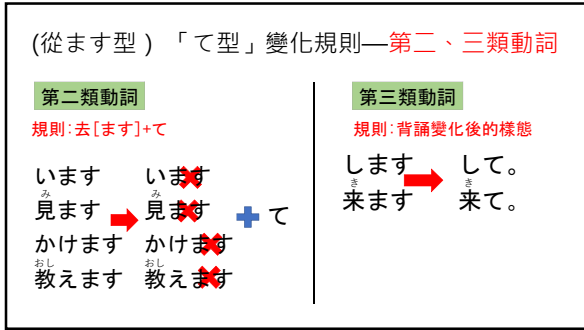 (從ます型)「て型」變化規則—第二、三類動詞
第二類動詞
規則:去[ます]+て
います います
み み
見ます 見ます
かけます かけます
おし おし
教えます 教えます
て
第三類動詞
規則:背誦變化後的樣態
します して。
き き
来ます 来て。